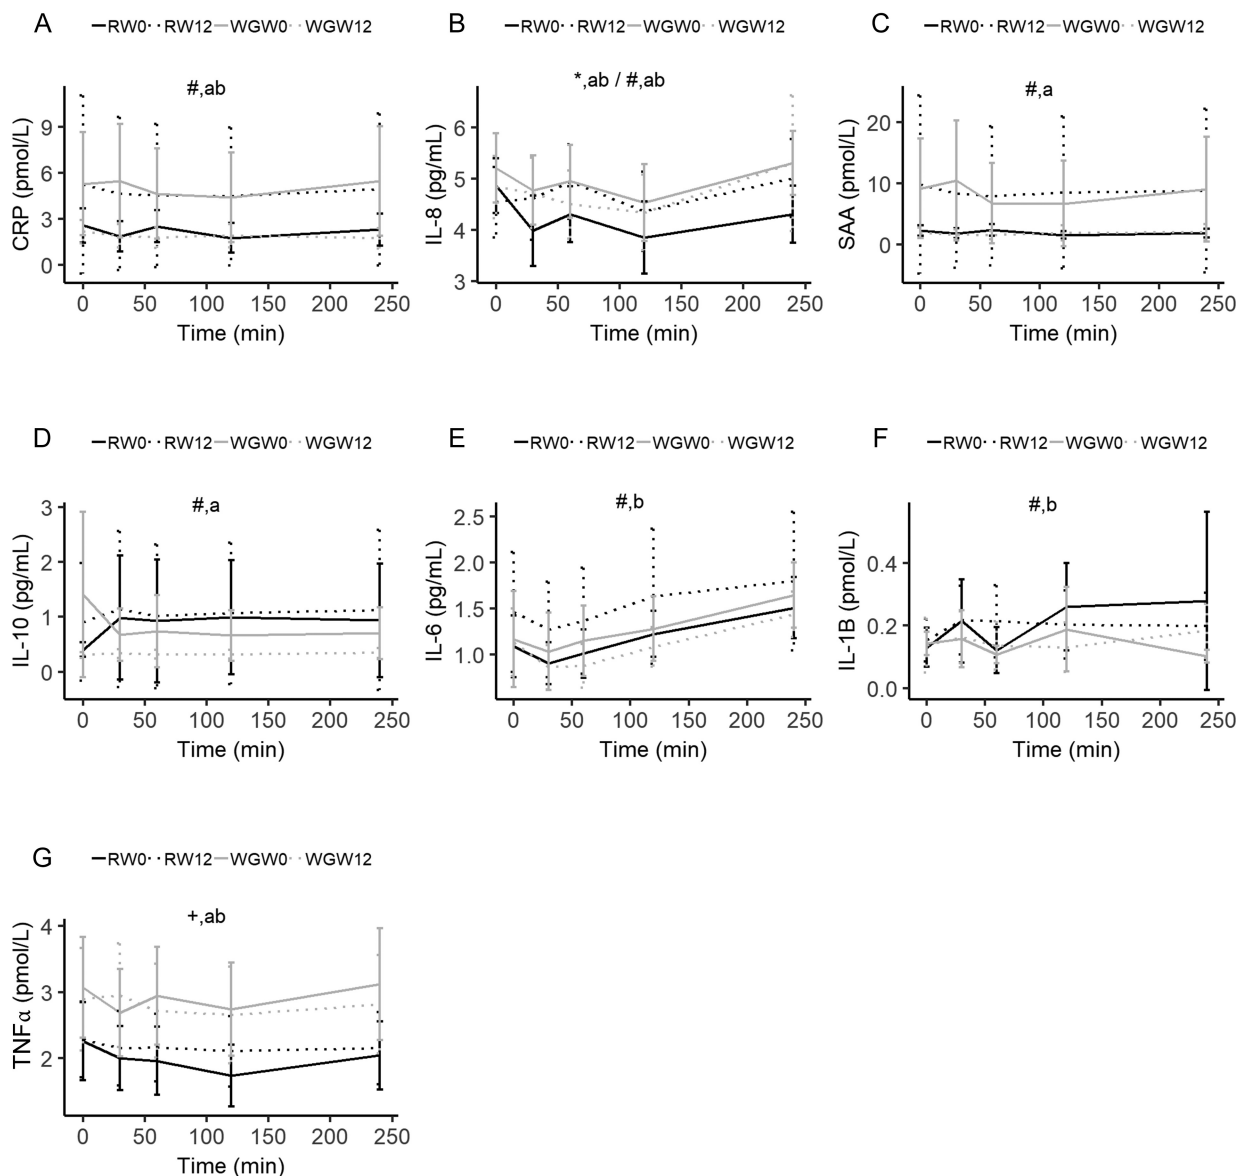 A
RW0 RW12 WGW0 WGW12
#,ab
CRP (pmol/L)
9
6
3
0
0 50 100 150 200 250
Time (min)
B
RW0 RW12 WGW0 WGW12
*,ab / #,ab
IL-8 (pg/mL)
6
5
4
3
0 50 100 150 200 250
Time (min)
C
RW0 RW12 WGW0 WGW12
#,a
SAA (pmol/L)
20
10
0
0 50 100 150 200 250
Time (min)
D
RW0 RW12 WGW0 WGW12
#,a
IL-10 (pg/mL)
3
2
1
0
0 50 100 150 200 250
Time (min)
E
RW0 RW12 WGW0 WGW12
#,b
IL-6 (pg/mL)
2.5
2.0
1.5
1.0
0 50 100 150 200 250
Time (min)
F
RW0 RW12 WGW0 WGW12
#,b
IL-1B (pmol/L)
0.4
0.2
0.0
0 50 100 150 200 250
Time (min)
G
RW0 RW12 WGW0 WGW12
+,ab
TNFα (pmol/L)
4
3
2
0 50 100 150 200 250
Time (min)